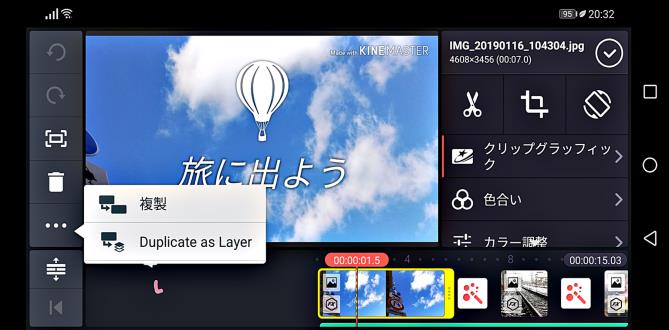 95 20:32
Made with KINEMASTER
IMG_20190116_104304.jpg
4608×3456 (00:07.0)
旅に出よう
クリップグラッフィッ
ク
複製
色合い
Duplicate as Layer
カラー調整
00:00:01.5
4
8
00:00:15.03